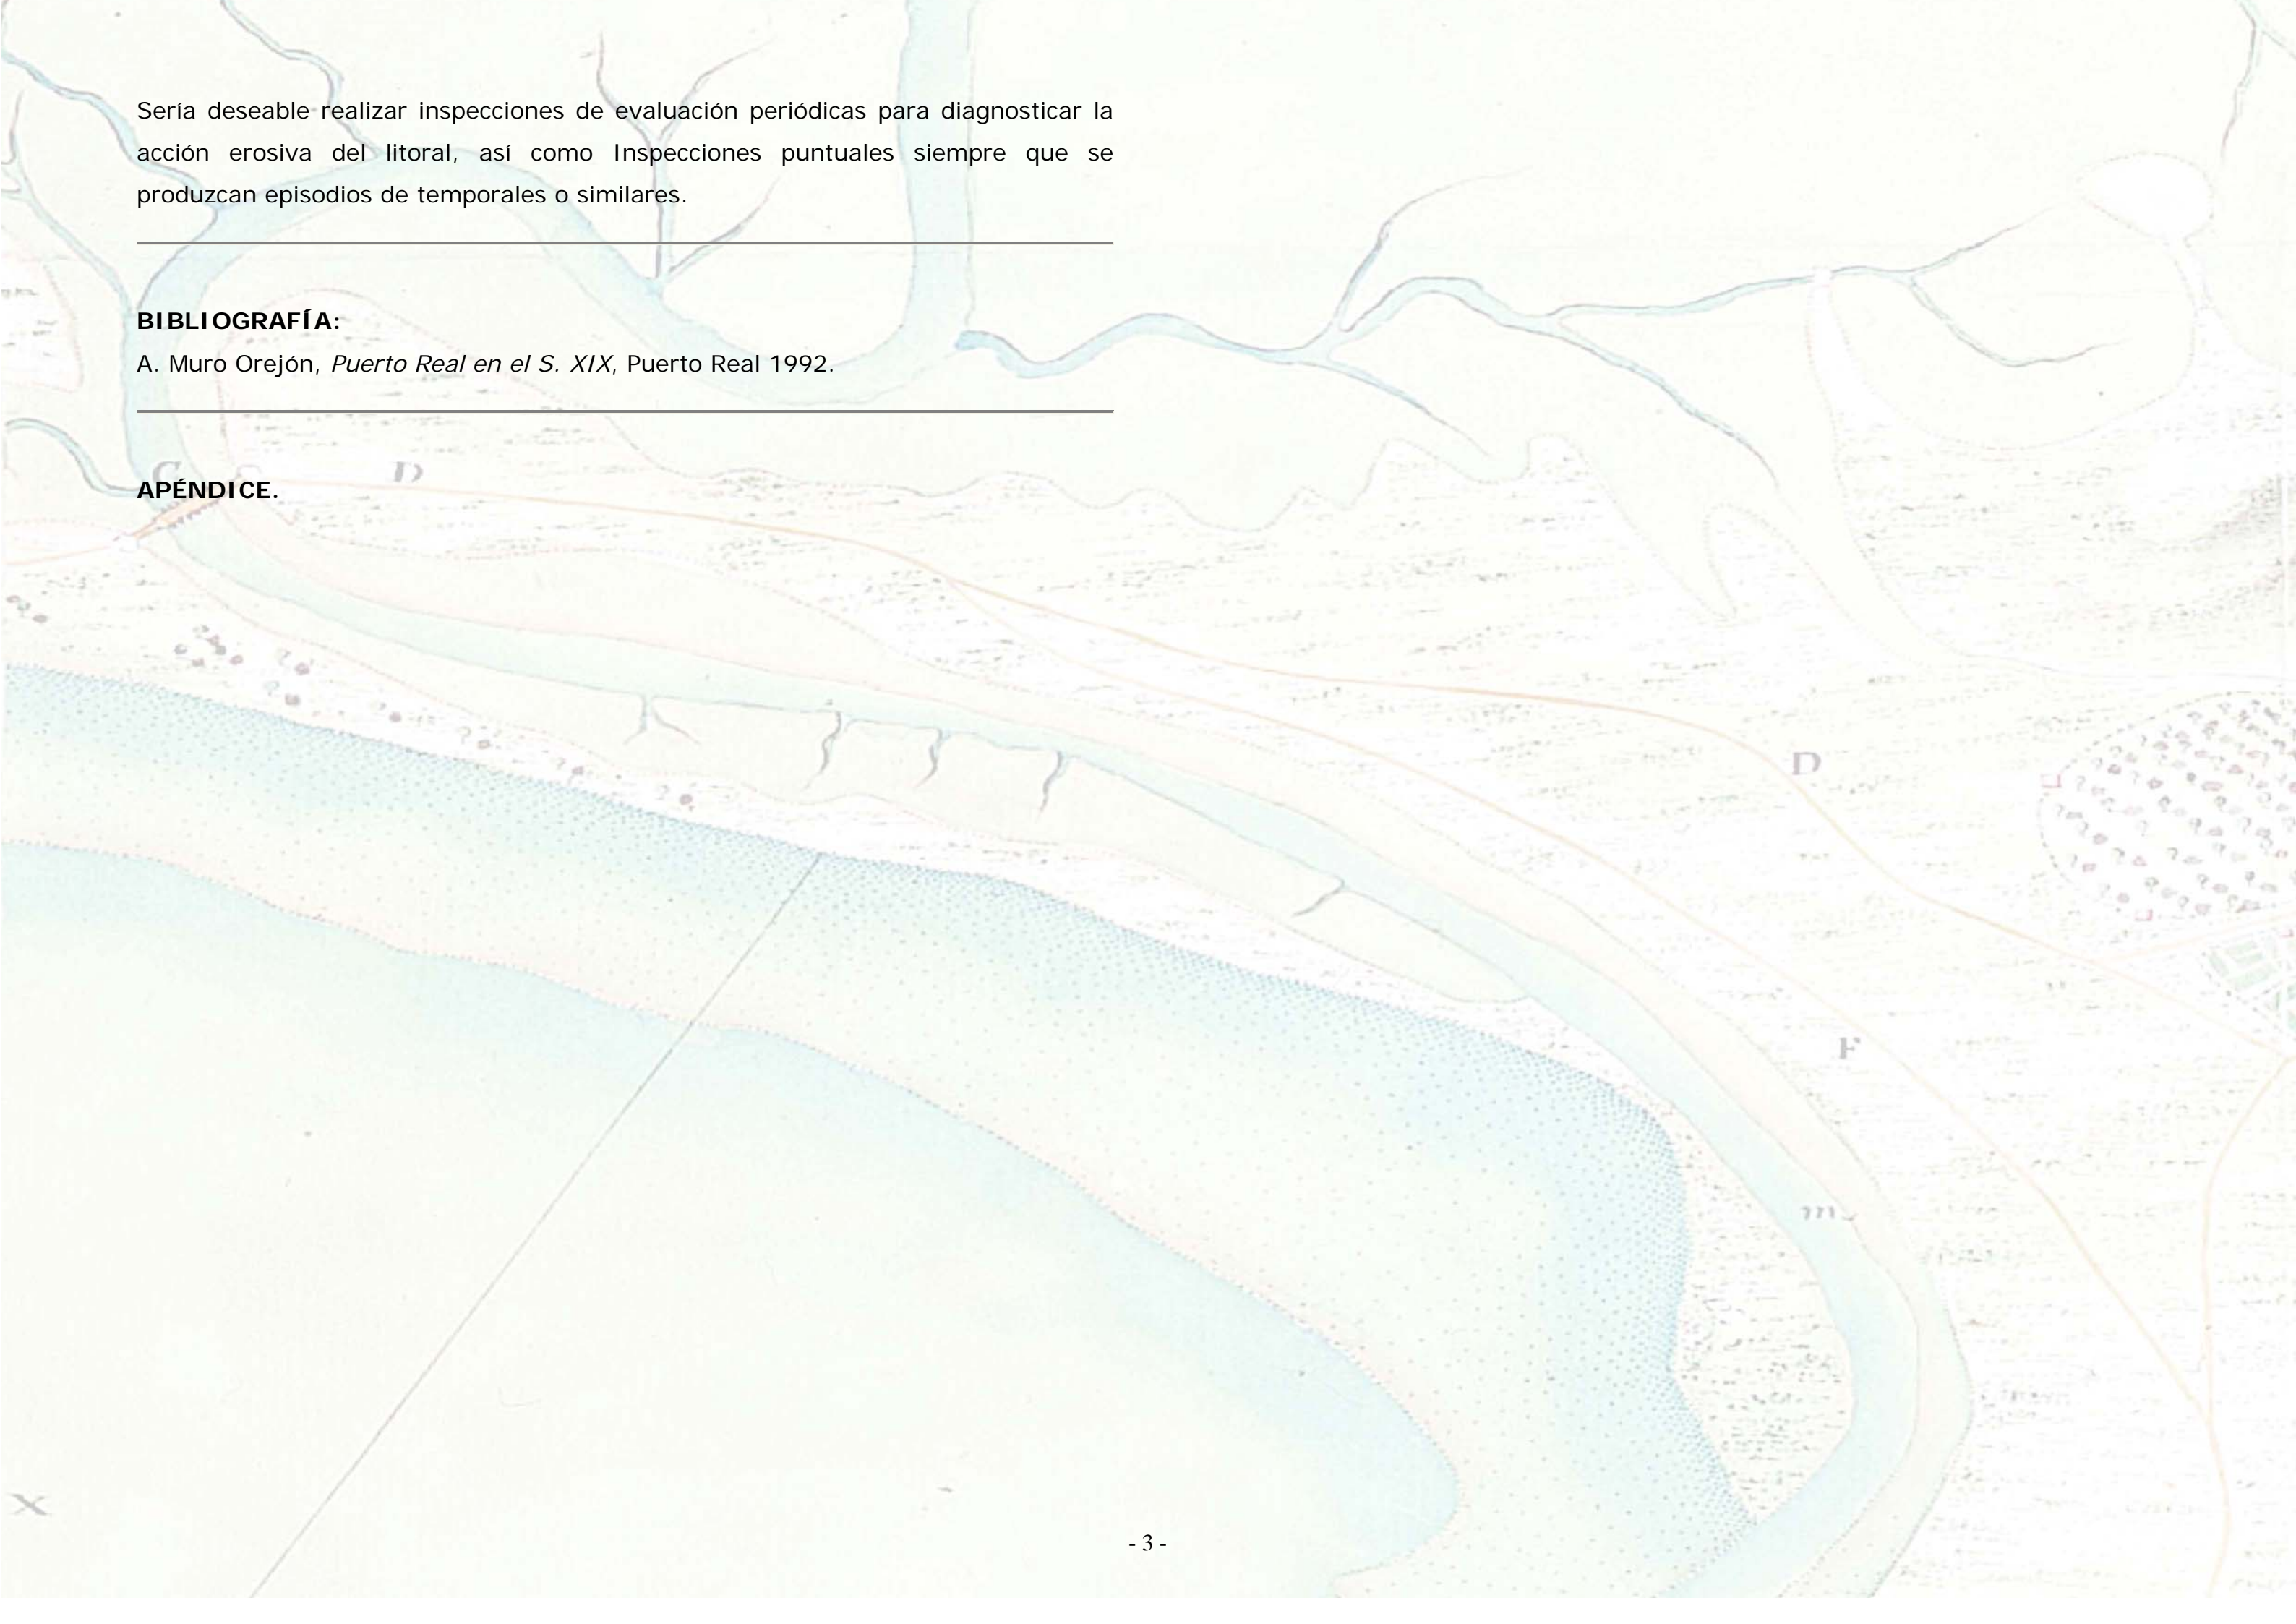 Sería deseable realizar inspecciones de evaluación periódicas para diagnosticar la
acción erosiva del litoral, así como Inspecciones puntuales siempre que se
produzcan episodios de temporales o similares.
BIBLIOGRAFÍA:
A. Muro Orejón, Puerto Real en el S. XIX, Puerto Real 1992.
C
D
APÉNDICE.
D
F
m
X
- 3 -